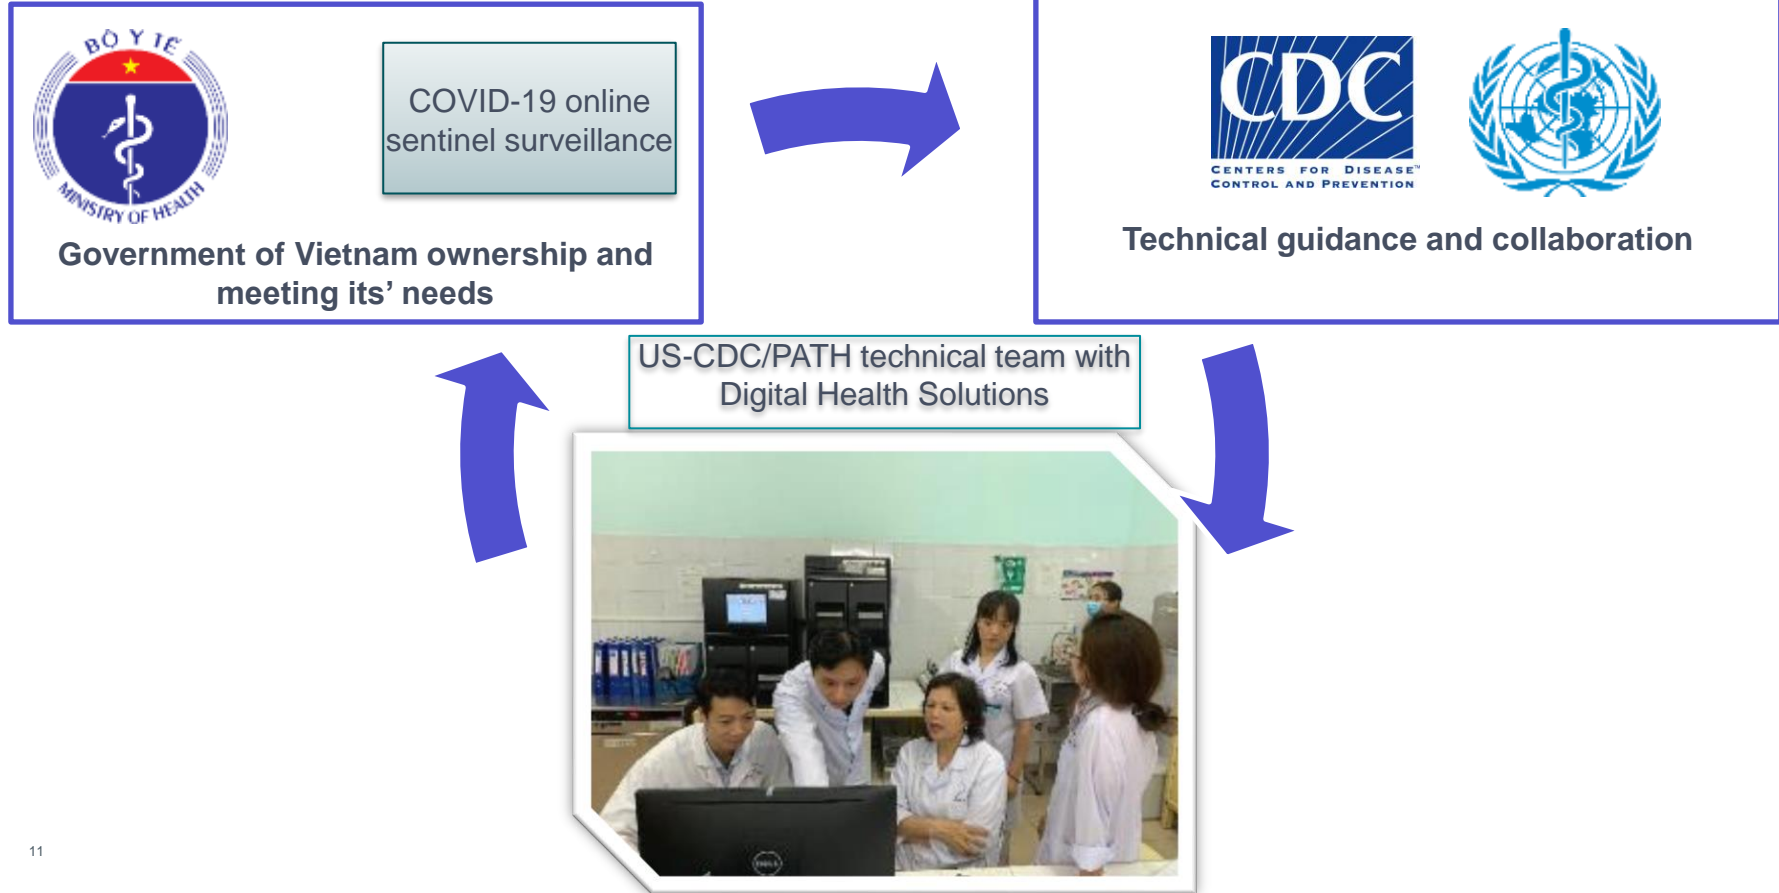 BỘ Y TẾ
MINISTRY OF HEALTH
COVID-19 online
sentinel surveillance
Government of Vietnam ownership and
meeting its’ needs
CDC
CENTERS FOR DISEASE™
CONTROL AND PREVENTION
Technical guidance and collaboration
US-CDC/PATH technical team with
Digital Health Solutions
DELL
11